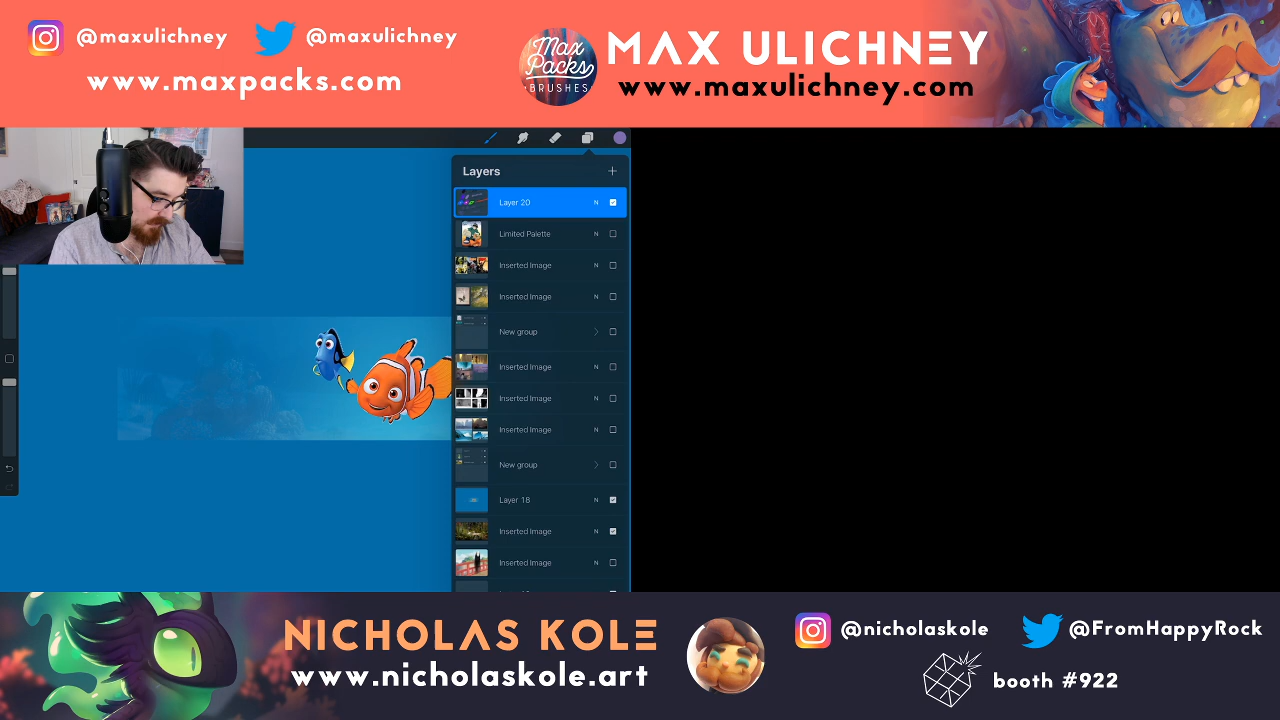 @maxulichney @maxulichney
www.maxpacks.com
Max Packs BRUSHES
MAX ULICHNEY
www.maxulichney.com
Layers
Layer 20 N
Limited Palette N
Inserted Image N
Inserted Image N
New group
Inserted Image N
Inserted Image N
Inserted Image N
New group
Layer 18 N
Inserted Image N
Inserted Image N
NICHOLAS KOLE
www.nicholaskole.art
@nicholaskole @FromHappyRock
booth #922